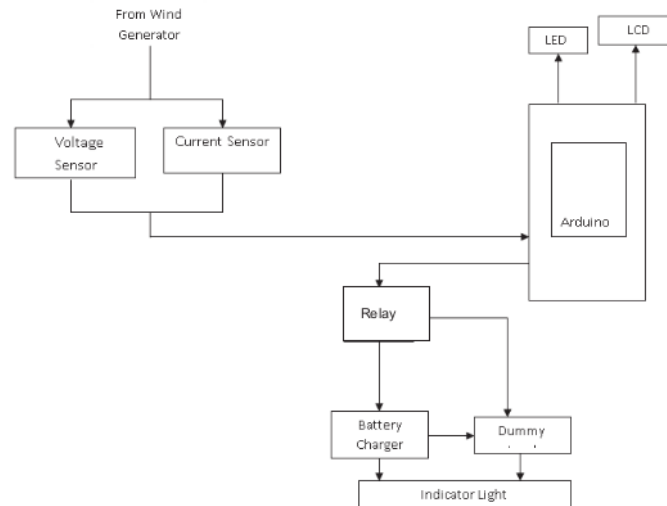 From Wind
Generator
LED
LCD
Voltage
Sensor
Current Sensor
Arduino
Relay
Battery
Charger
Dummy
Indicator Light